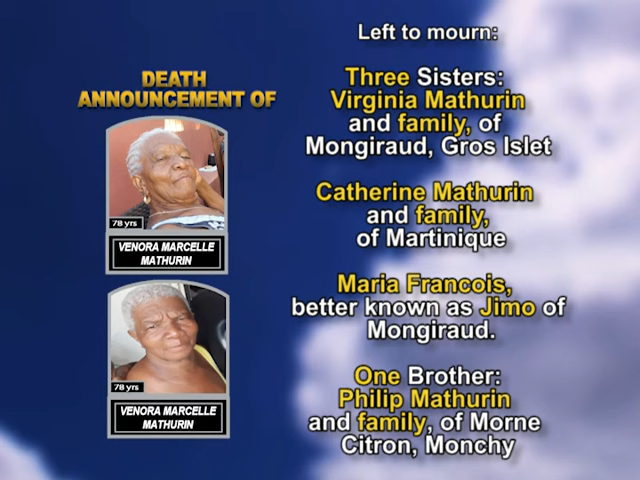 DEATH
ANNOUNCEMENT OF
78 yrs
VENORA MARCELLE
MATHURIN
78 yrs
VENORA MARCELLE
MATHURIN
Left to mourn:
Three Sisters:
Virginia Mathurin
and family, of
Mongiraud, Gros Islet
Catherine Mathurin
and family,
of Martinique
Maria Francois,
better known as Jimo of
Mongiraud.
One Brother:
Philip Mathurin
and family, of Morne
Citron, Monchy